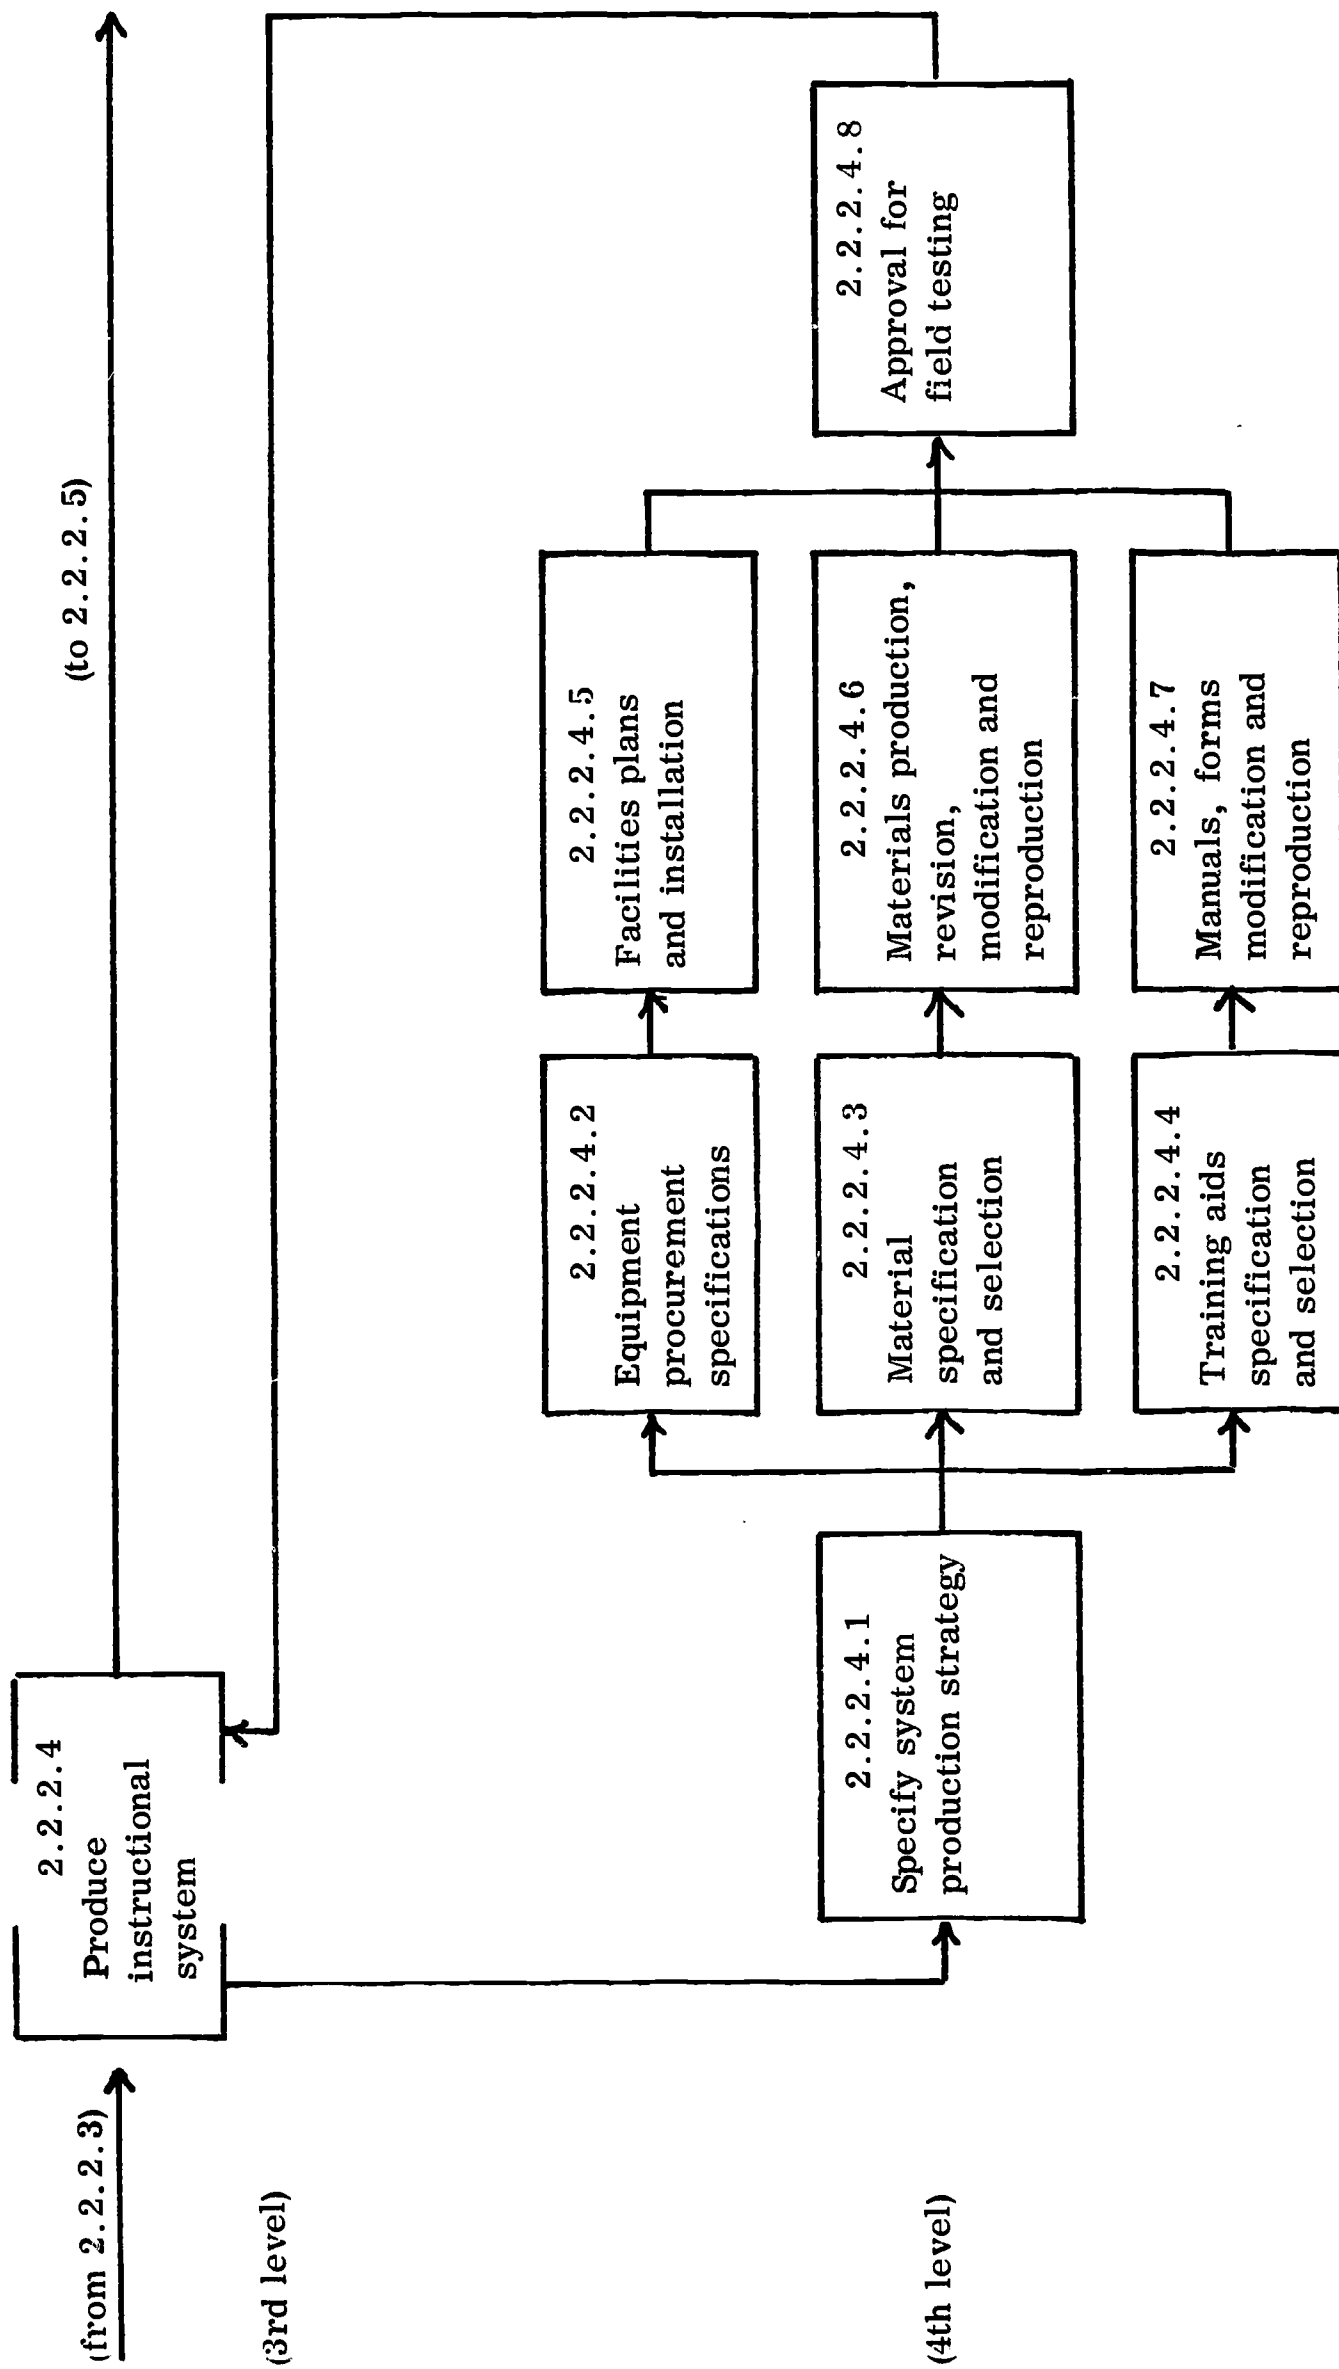 (from 2.2.2.3)
(to 2.2.2.5)
2.2.2.4
Produce
instructional
system
(3rd level)
(4th level)
2.2.2.4.1
Specify system
production strategy
2.2.2.4.2
Equipment
procurement
specifications
2.2.2.4.3
Material
specification
and selection
2.2.2.4.4
Training aids
specification
and selection
2.2.2.4.5
Facilities plans
and installation
2.2.2.4.6
Materials production,
revision,
modification and
reproduction
2.2.2.4.7
Manuals, forms
modification and
reproduction
2.2.2.4.8
Approval for
field testing